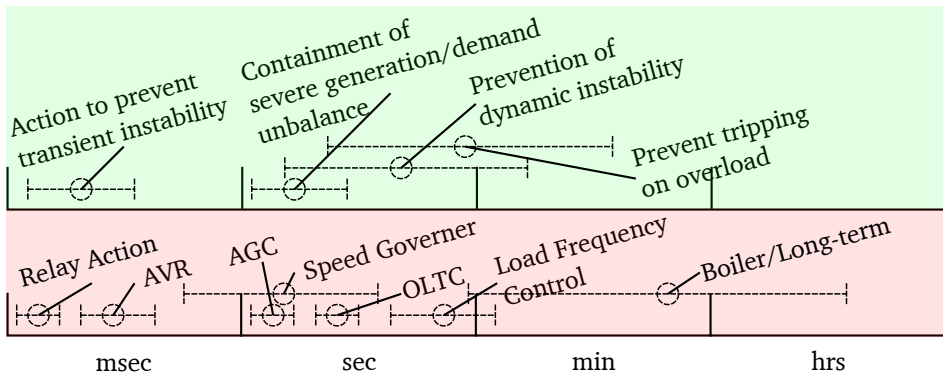 Action to prevent
transient instability
Containment of
severe generation/demand
unbalance
Prevention of
dynamic instability
Prevent tripping
on overload
Relay Action
AVR
AGC
Speed Governer
OLTC
Load Frequency
Control
Boiler/Long-term
msec
sec
min
hrs